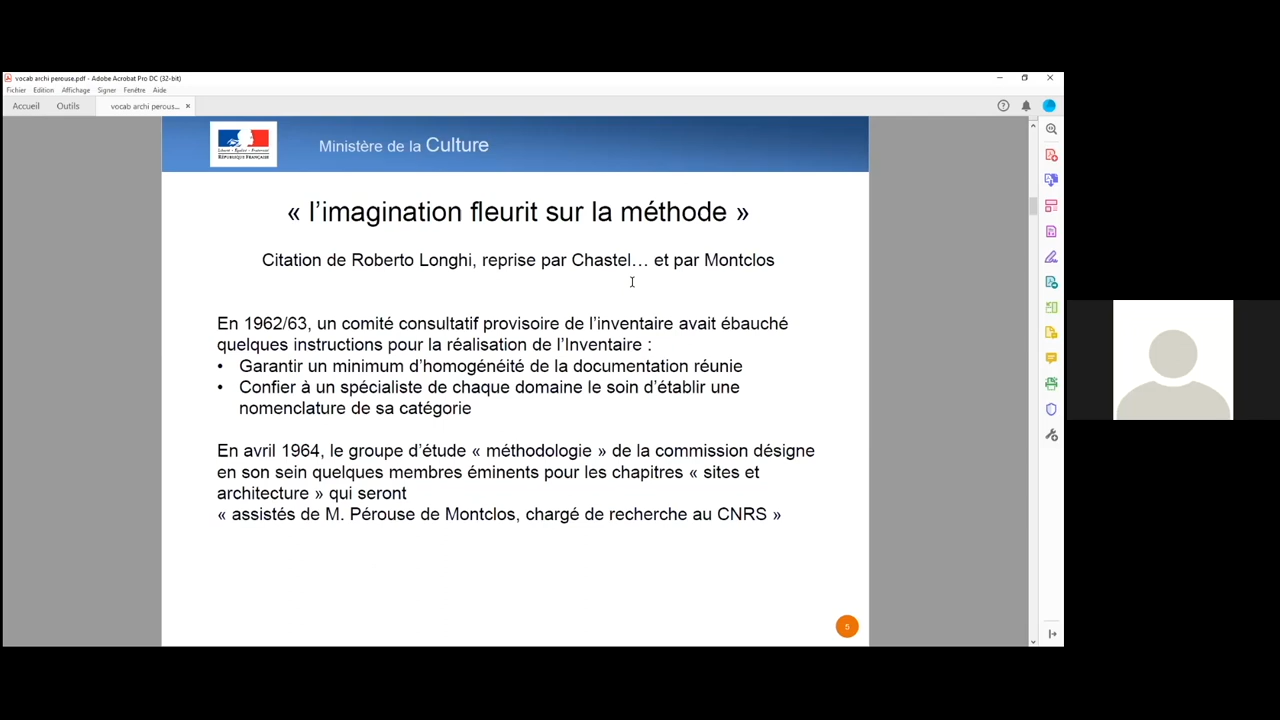 vocab archi perouse.pdf - Adobe Acrobat Pro DC (32-bit)
Fichier Edition Affichage Signer Fenêtre Aide
Accueil Outils vocab archi perous... ×
Liberté • Égalité • Fraternité
RÉPUBLIQUE FRANÇAISE
Ministère de la Culture
« l’imagination fleurit sur la méthode »
Citation de Roberto Longhi, reprise par Chastel… et par Montclos
En 1962/63, un comité consultatif provisoire de l’inventaire avait ébauché
quelques instructions pour la réalisation de l’Inventaire :
• Garantir un minimum d’homogénéité de la documentation réunie
• Confier à un spécialiste de chaque domaine le soin d’établir une
nomenclature de sa catégorie
En avril 1964, le groupe d’étude « méthodologie » de la commission désigne
en son sein quelques membres éminents pour les chapitres « sites et
architecture » qui seront
« assistés de M. Pérouse de Montclos, chargé de recherche au CNRS »
5